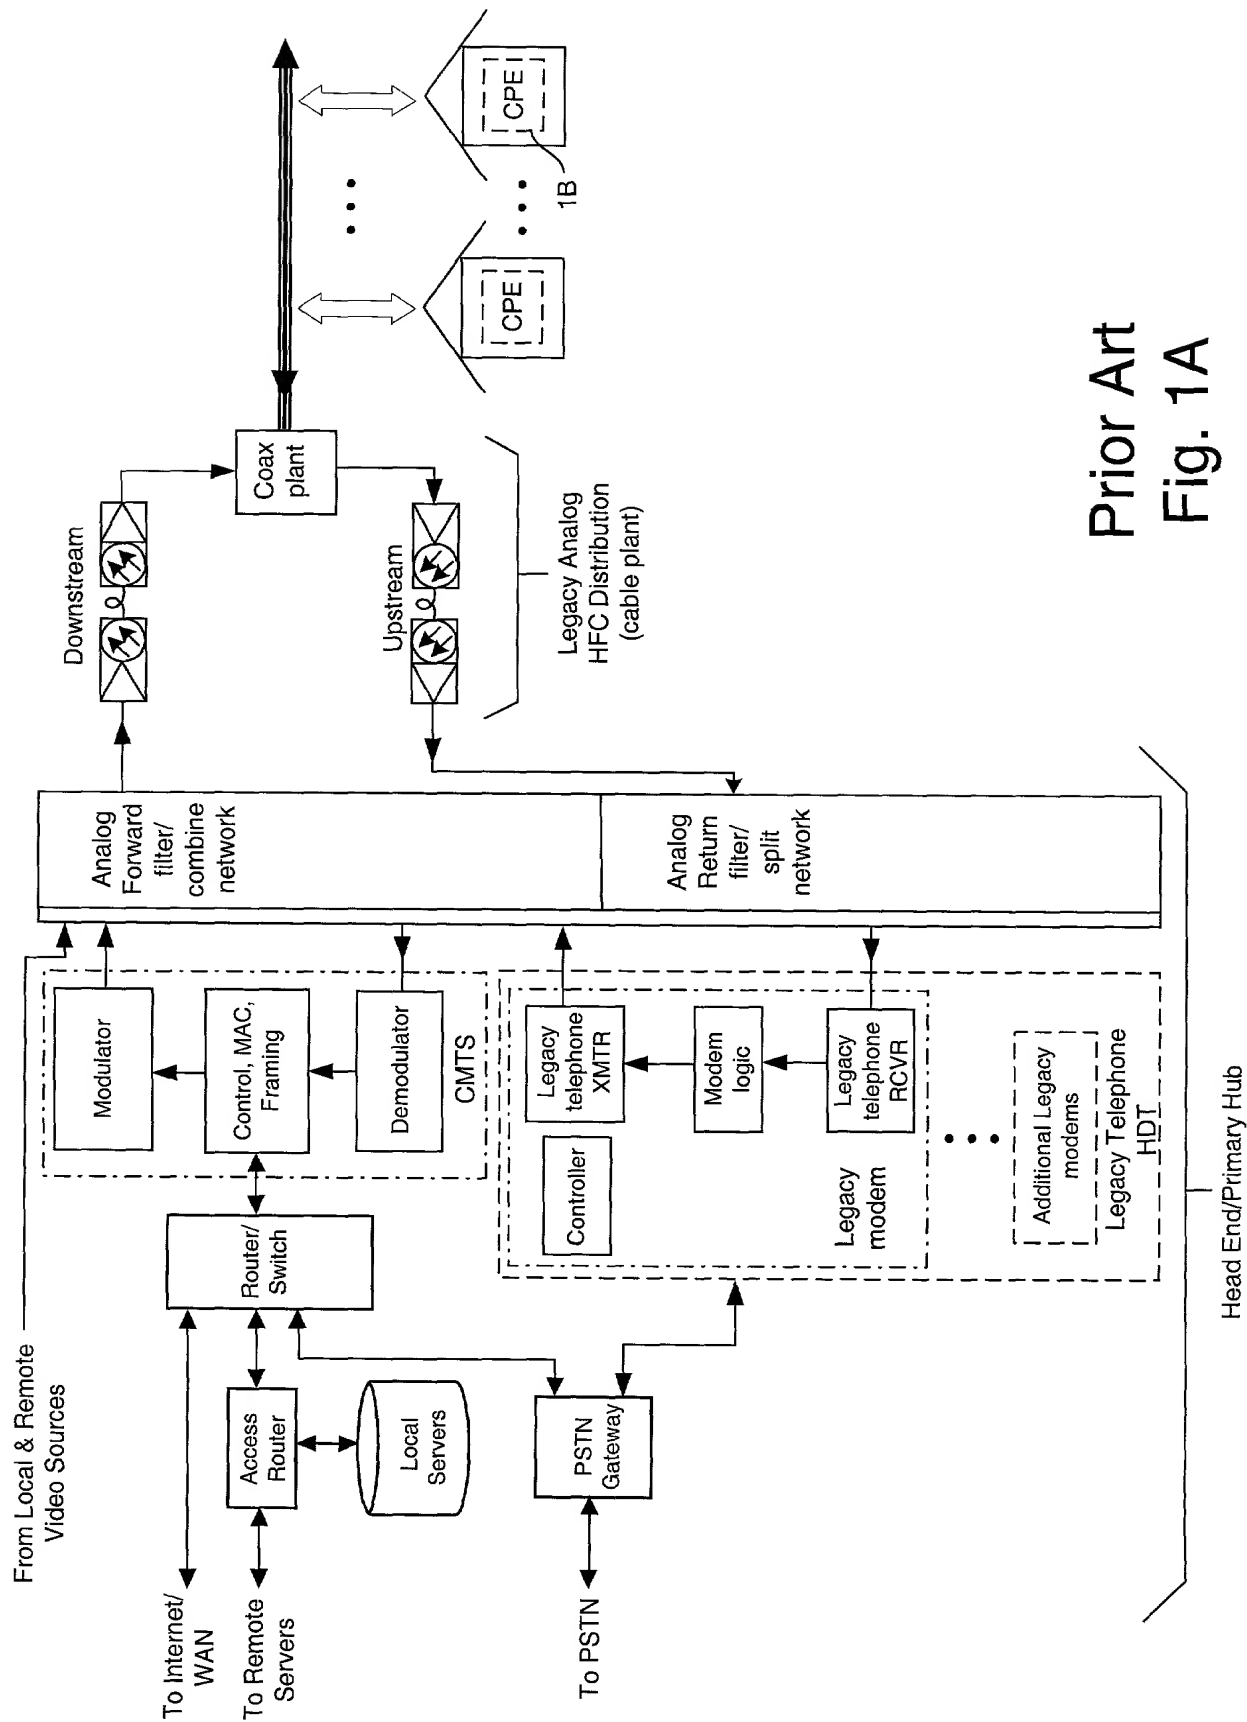 From Local & Remote
Video Sources
To Internet/
WAN
To Remote
Servers
To PSTN
Access
Router
Local
Servers
PSTN
Gateway
Router/
Switch
Modulator
Control, MAC,
Framing
Demodulator
CMTS
Controller
Legacy
telephone
XMTR
Modem
logic
Legacy
telephone
RCVR
Legacy
modem
Additional Legacy
modems
Legacy Telephone
HDT
Analog
Forward
filter/
combine
network
Analog
Return
filter/
split
network
Head End/Primary Hub
Downstream
Upstream
Coax
plant
Legacy Analog
HFC Distribution
(cable plant)
CPE
CPE
1B
Prior Art
Fig. 1A